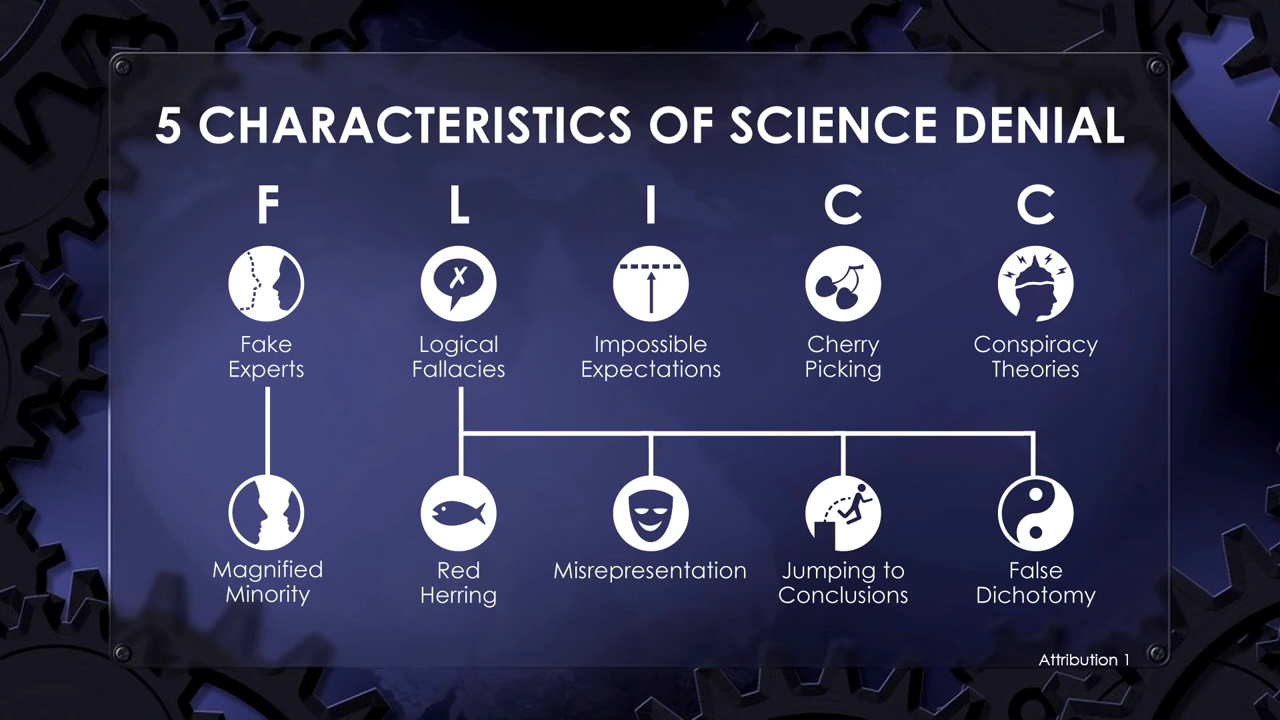 5 CHARACTERISTICS OF SCIENCE DENIAL
F
L
I
C
C
Fake
Experts
Logical
Fallacies
Impossible
Expectations
Cherry
Picking
Conspiracy
Theories
Magnified
Minority
Red
Herring
Misrepresentation
Jumping to
Conclusions
False
Dichotomy
Attribution 1